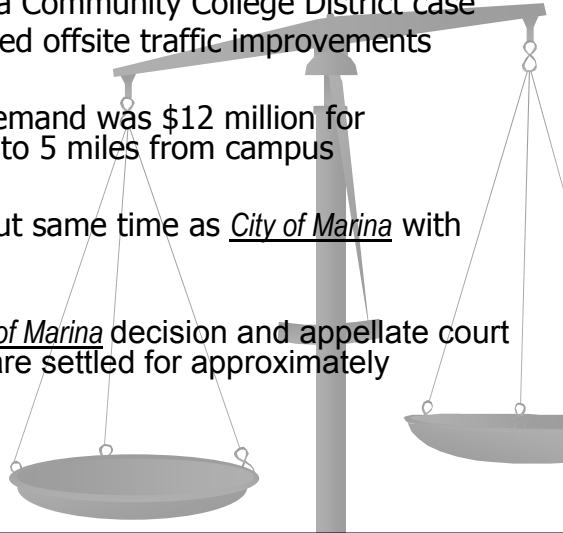 a Community College District case
ed offsite traffic improvements
emand was $12 million for
to 5 miles from campus
ut same time as City of Marina with
of Marina decision and appellate court
are settled for approximately